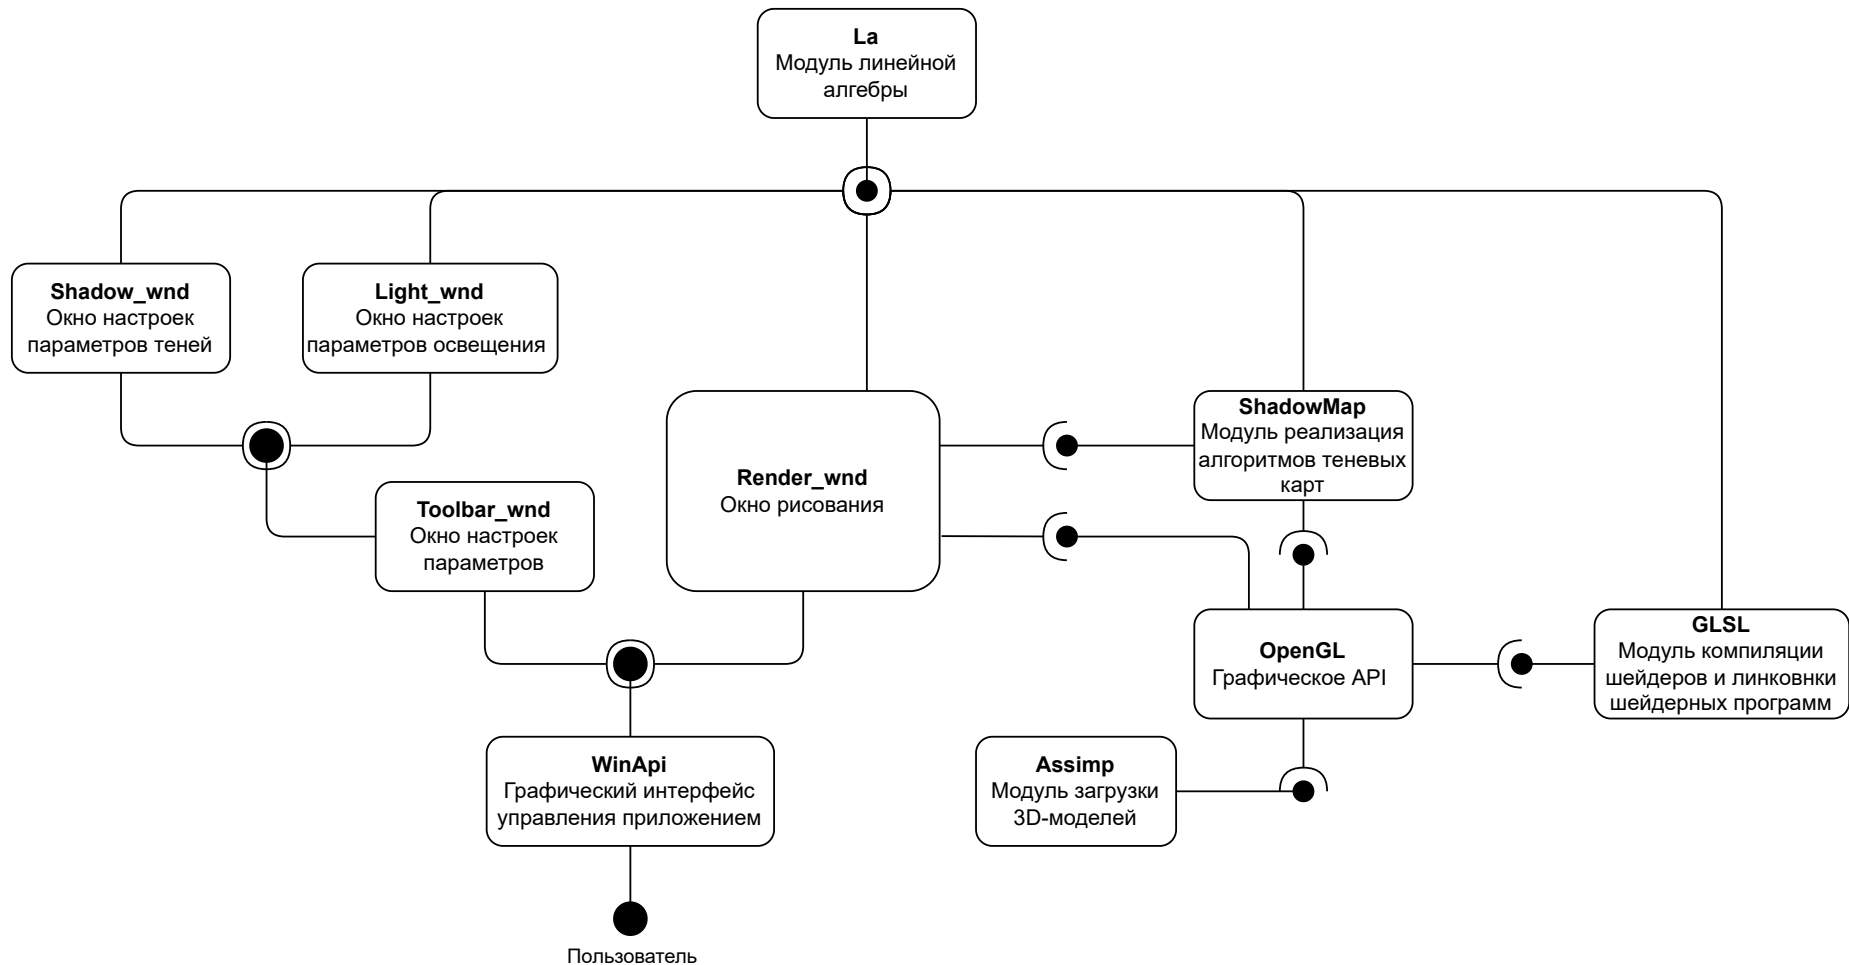 La
Модуль линейной
алгебры
Shadow_wnd
Окно настроек
параметров теней
Light_wnd
Окно настроек
параметров освещения
Render_wnd
Окно рисования
ShadowMap
Модуль реализация
алгоритмов теневых
карт
Toolbar_wnd
Окно настроек
параметров
OpenGL
Графическое API
GLSL
Модуль компиляции
шейдеров и линковнки
шейдерных программ
WinApi
Графический интерфейс
управления приложением
Assimp
Модуль загрузки
3D-моделей
Пользователь